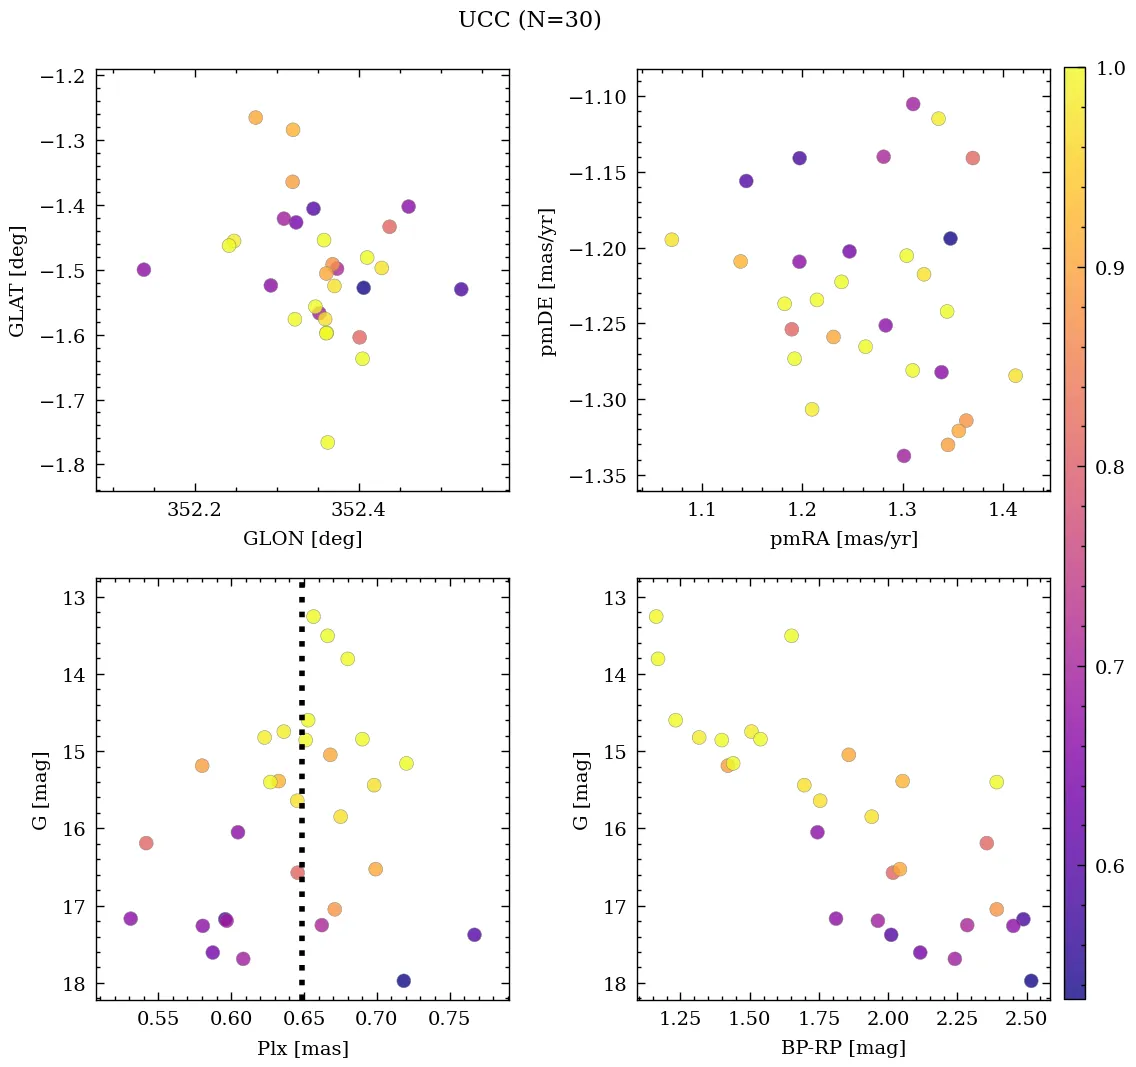 UCC (N=30)
−1.2
−1.3
−1.4
−1.5
−1.6
−1.7
−1.8
GLAT [deg]
352.2 352.4
GLON [deg]
−1.10
−1.15
−1.20
−1.25
−1.30
−1.35
pmDE [mas/yr]
1.1 1.2 1.3 1.4
pmRA [mas/yr]
13
14
15
16
17
18
G [mag]
0.55 0.60 0.65 0.70 0.75
Plx [mas]
13
14
15
16
17
18
G [mag]
1.25 1.50 1.75 2.00 2.25 2.50
BP-RP [mag]
1.0
0.9
0.8
0.7
0.6